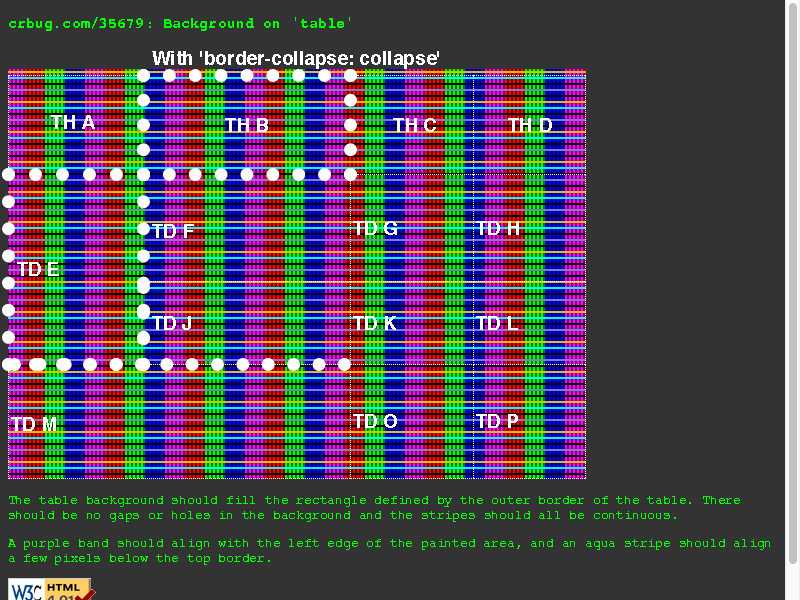 crbug.com/35679: Background on 'table'
With 'border-collapse: collapse'
TH A TH B TH C TH D
TD E TD F TD G TD H
TD J TD K TD L
TD M TD O TD P
The table background should fill the rectangle defined by the outer border of the table. There
should be no gaps or holes in the background and the stripes should all be continuous.
A purple band should align with the left edge of the painted area, and an aqua stripe should align
a few pixels below the top border.
W3C HTML
4.01